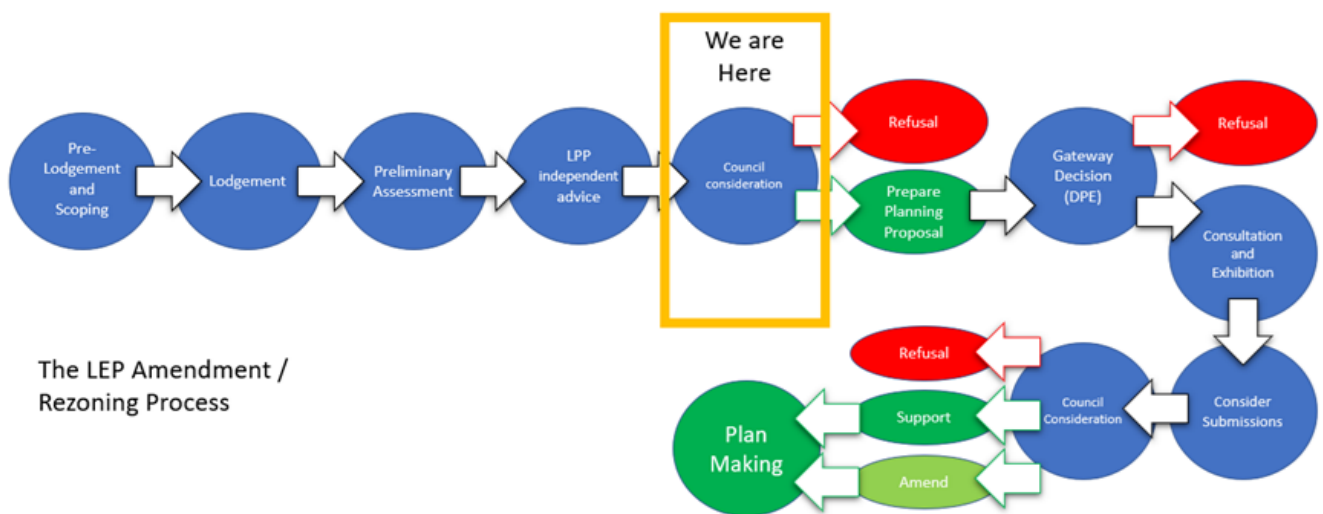 We are
Here
Pre-
Lodgement
and
Scoping
Lodgement
Preliminary
Assessment
LPP
independent
advice
Council
consideration
Refusal
Prepare
Planning
Proposal
Gateway
Decision
(DPE)
Refusal
Consultation
and
Exhibition
Consider
Submissions
Council
Consideration
Refusal
Support
Amend
Plan
Making
The LEP Amendment /
Rezoning Process